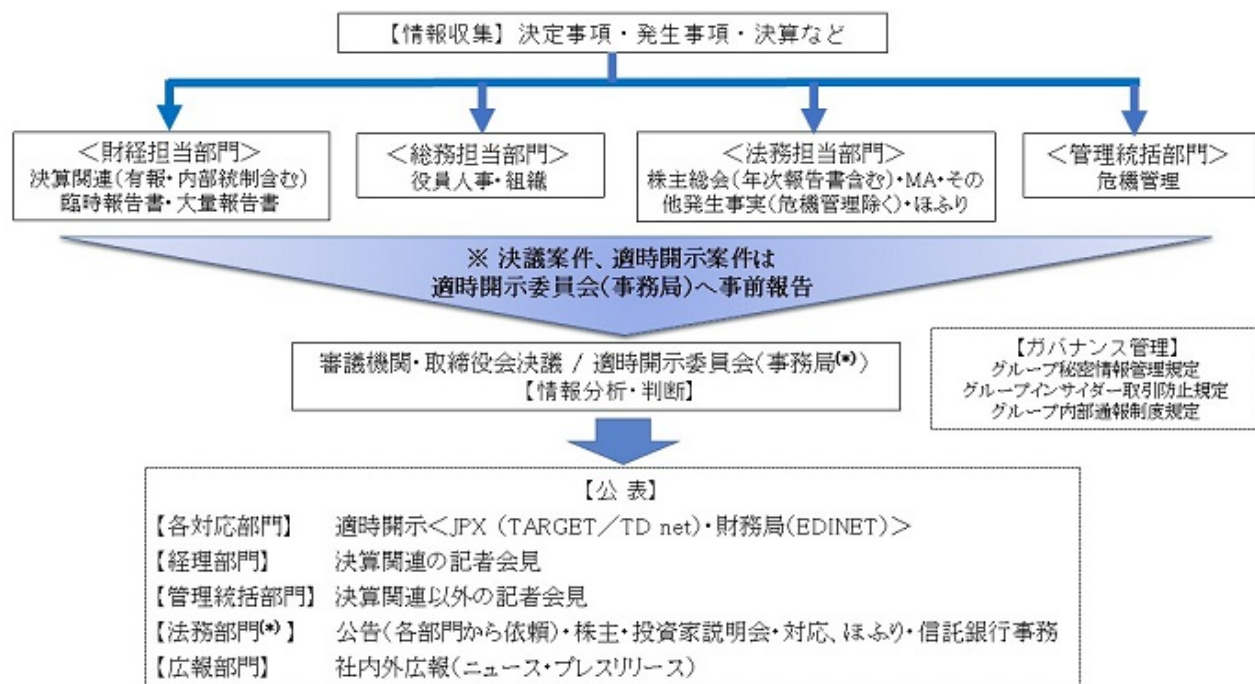 【情報収集】決定事項・発生事項・決算など
＜財経担当部門＞
決算関連(有報・内部統制含む)
臨時報告書・大量報告書
＜総務担当部門＞
役員人事・組織
＜法務担当部門＞
株主総会(年次報告書含む)・MA・その
他発生事実(危機管理除く)・ほふり
＜管理統括部門＞
危機管理
※ 決議案件、適時開示案件は
適時開示委員会(事務局)へ事前報告
審議機関・取締役会決議 / 適時開示委員会(事務局(*))
【情報分析・判断】
【ガバナンス管理】
グループ秘密情報管理規定
グループインサイダー取引防止規定
グループ内部通報制度規定
【公 表】
【各対応部門】 適時開示＜JPX (TARGET／TD net)・財務局(EDINET)＞
【経理部門】 決算関連の記者会見
【管理統括部門】 決算関連以外の記者会見
【法務部門(*)】 公告(各部門から依頼)・株主・投資家説明会・対応、ほふり・信託銀行事務
【広報部門】 社内外広報(ニュース・プレスリリース)